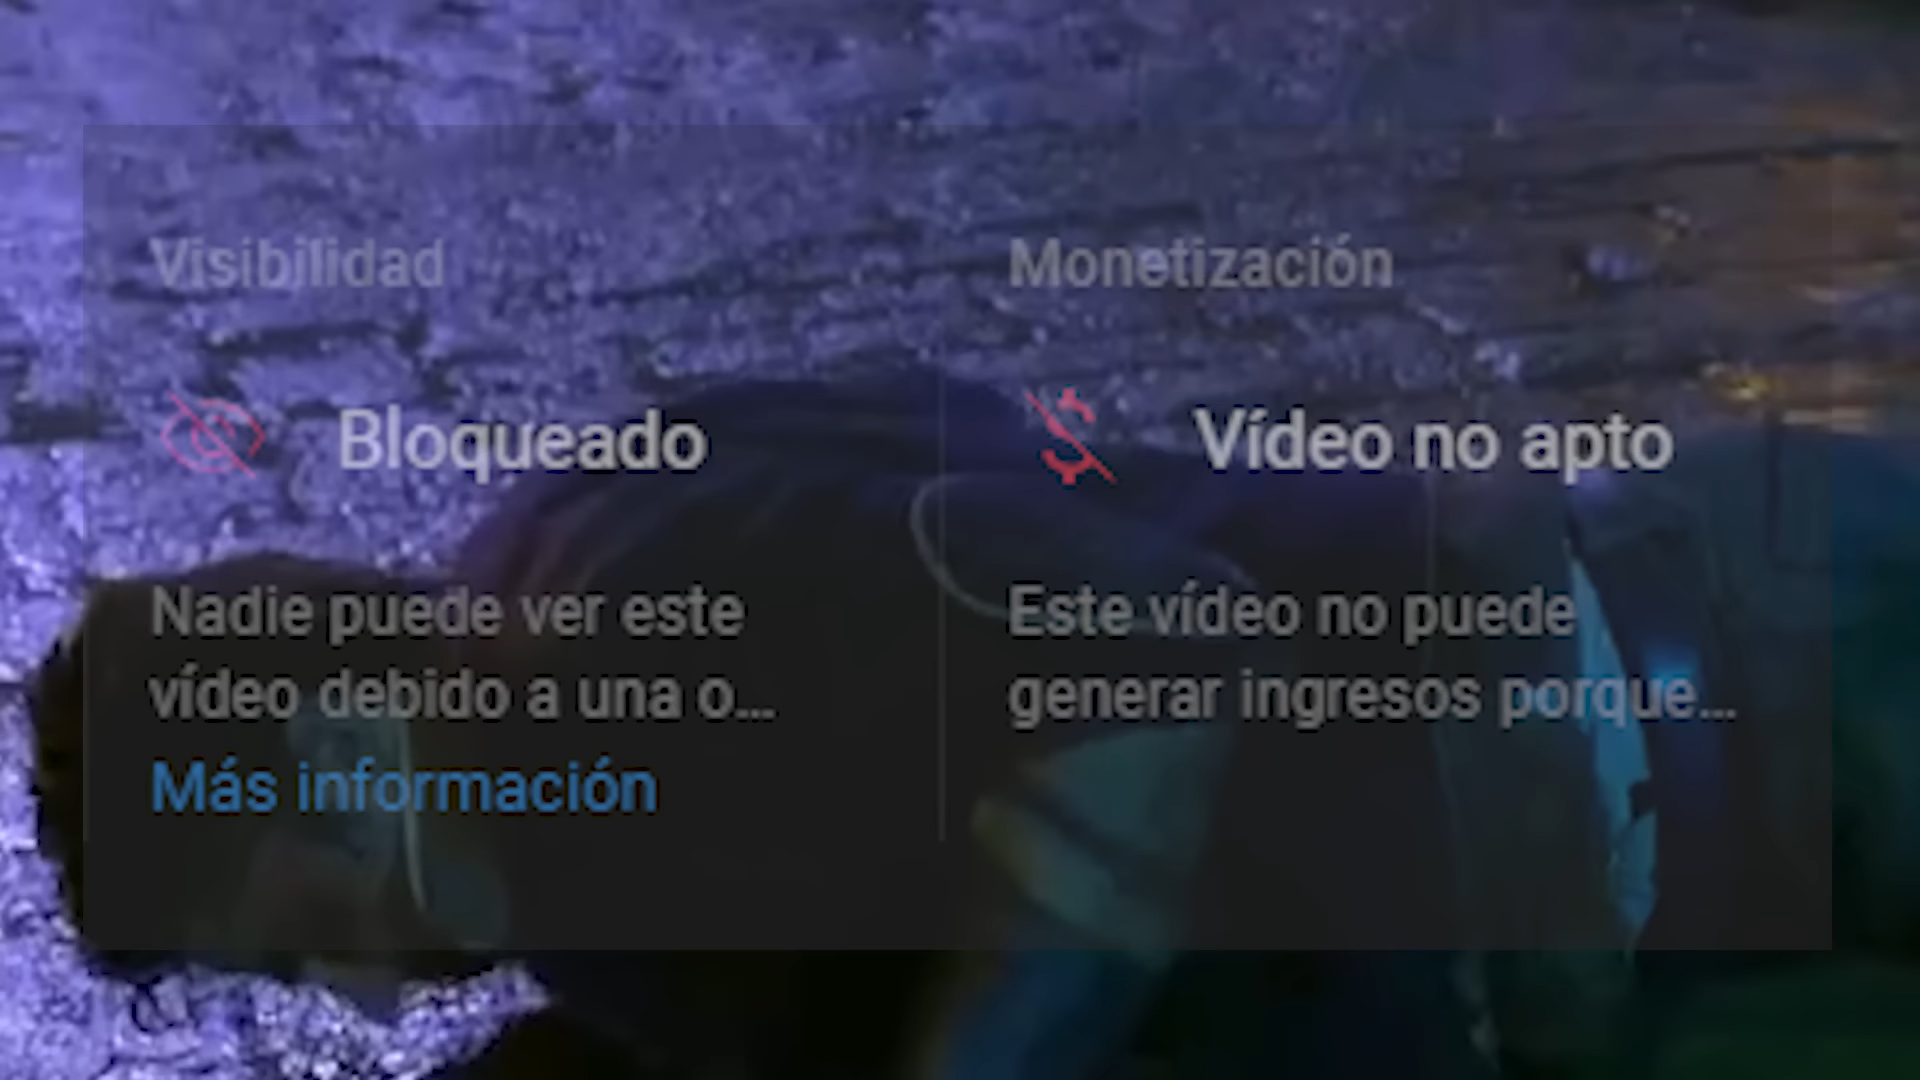 Visibilidad
Monetización
Bloqueado
Vídeo no apto
Nadie puede ver este
vídeo debido a una o...
Más información
Este vídeo no puede
generar ingresos porque...